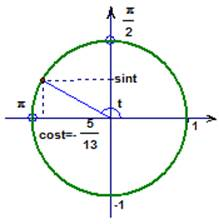 π/2
sint
π
t
cost=-5/13
1
-1